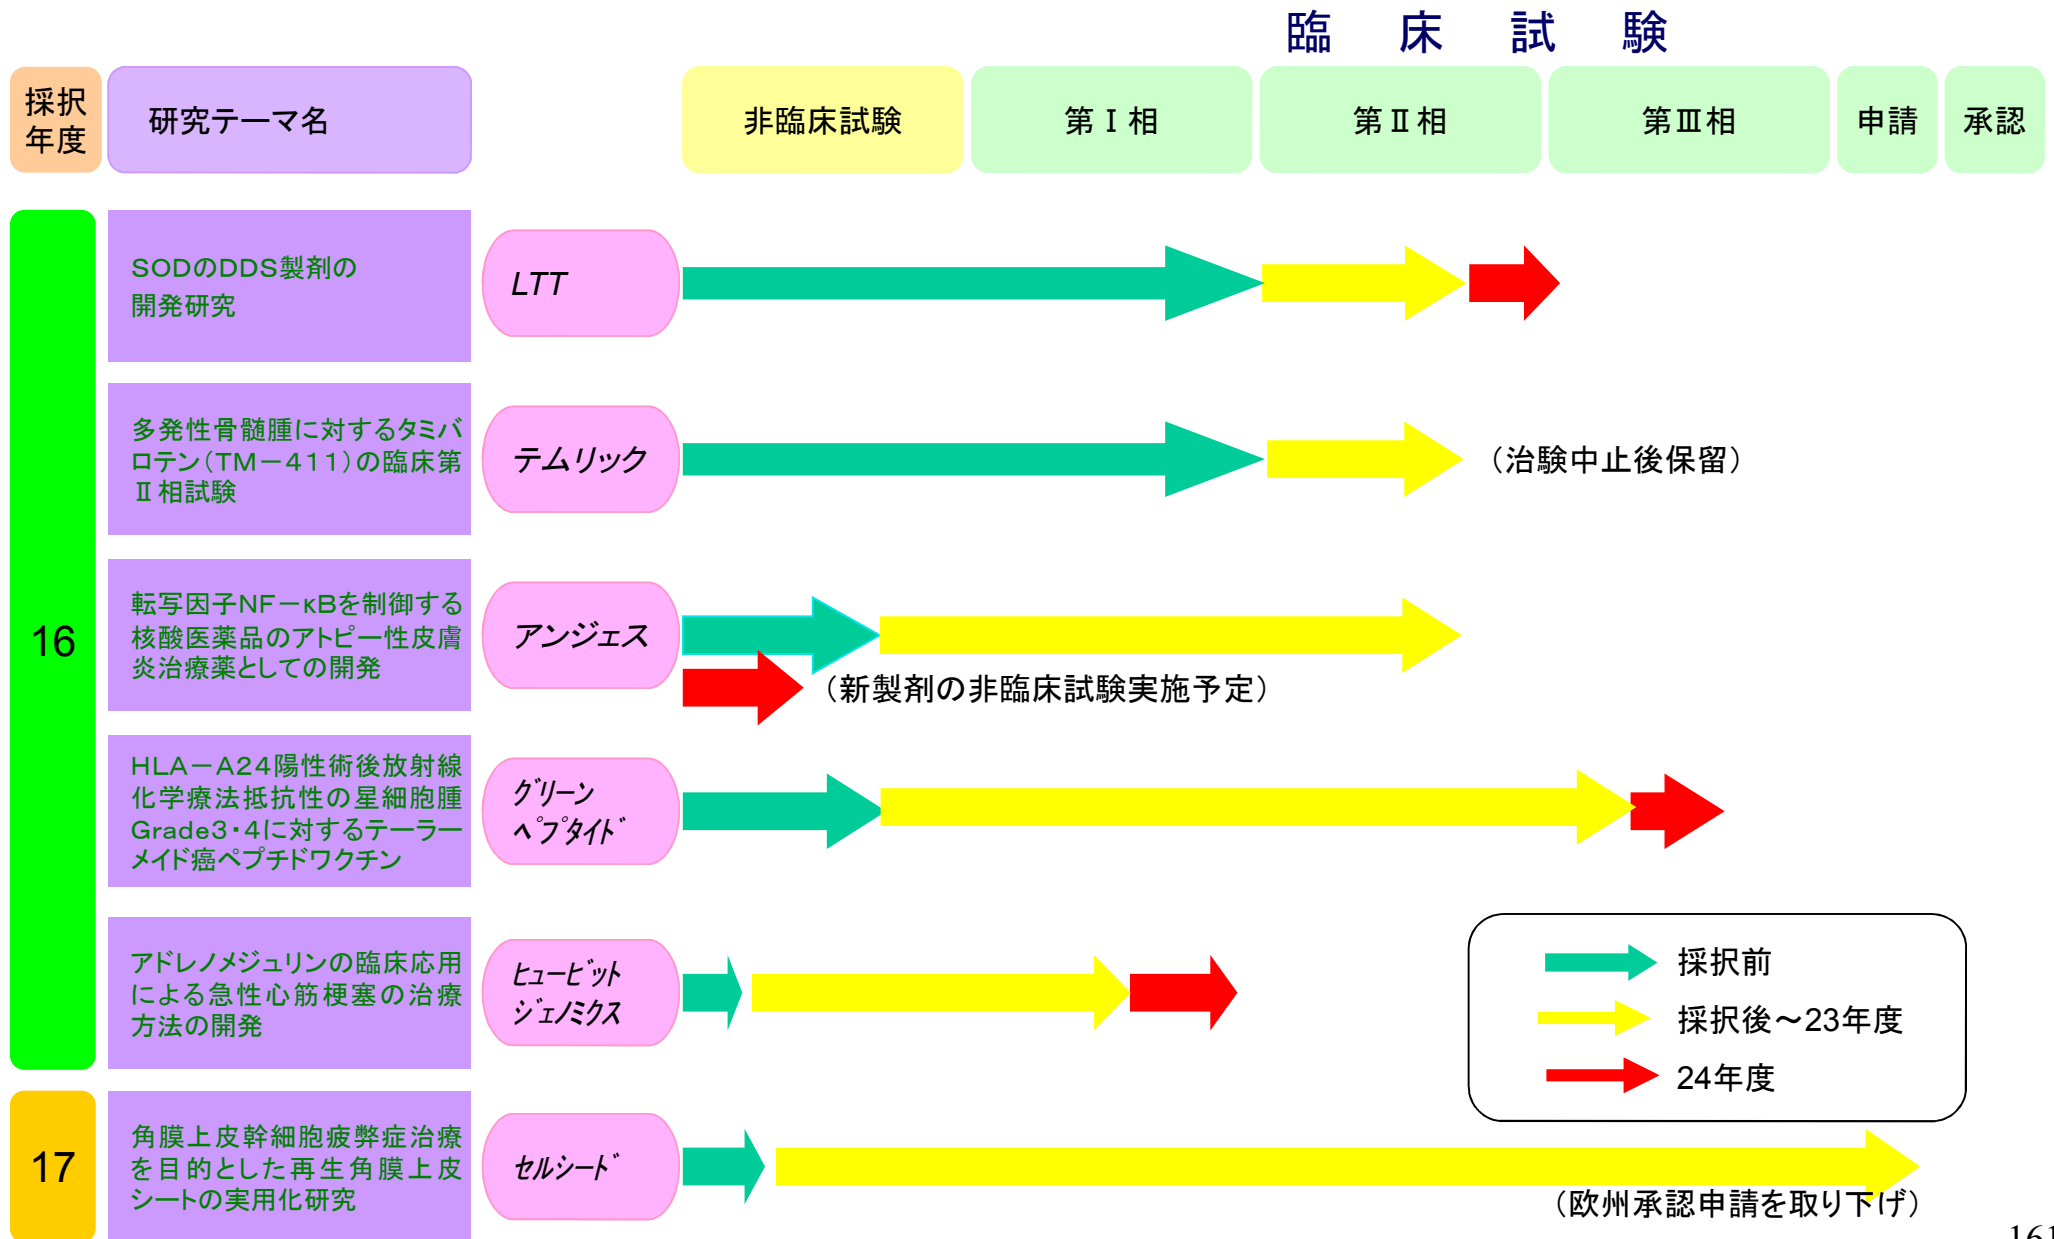 臨床試験
採択
年度
研究テーマ名
非臨床試験
第Ⅰ相
第Ⅱ相
第Ⅲ相
申請
承認
16
SODのDDS製剤の
開発研究
LTT
多発性骨髄腫に対するタミバ
ロテン(TM-411)の臨床第
Ⅱ相試験
テムリック
(治験中止後保留)
転写因子NF-κBを制御する
核酸医薬品のアトピー性皮膚
炎治療薬としての開発
アンジェス
(新製剤の非臨床試験実施予定)
HLA-A24陽性術後放射線
化学療法抵抗性の星細胞腫
Grade3・4に対するテーラー
メイド癌ペプチドワクチン
グリーン
ペプタイド
アドレノメジュリンの臨床応用
による急性心筋梗塞の治療
方法の開発
ヒュービット
ジェノミクス
採択前
採択後~23年度
24年度
17
角膜上皮幹細胞疲弊症治療
を目的とした再生角膜上皮
シートの実用化研究
セルシード
(欧州承認申請を取り下げ)
161